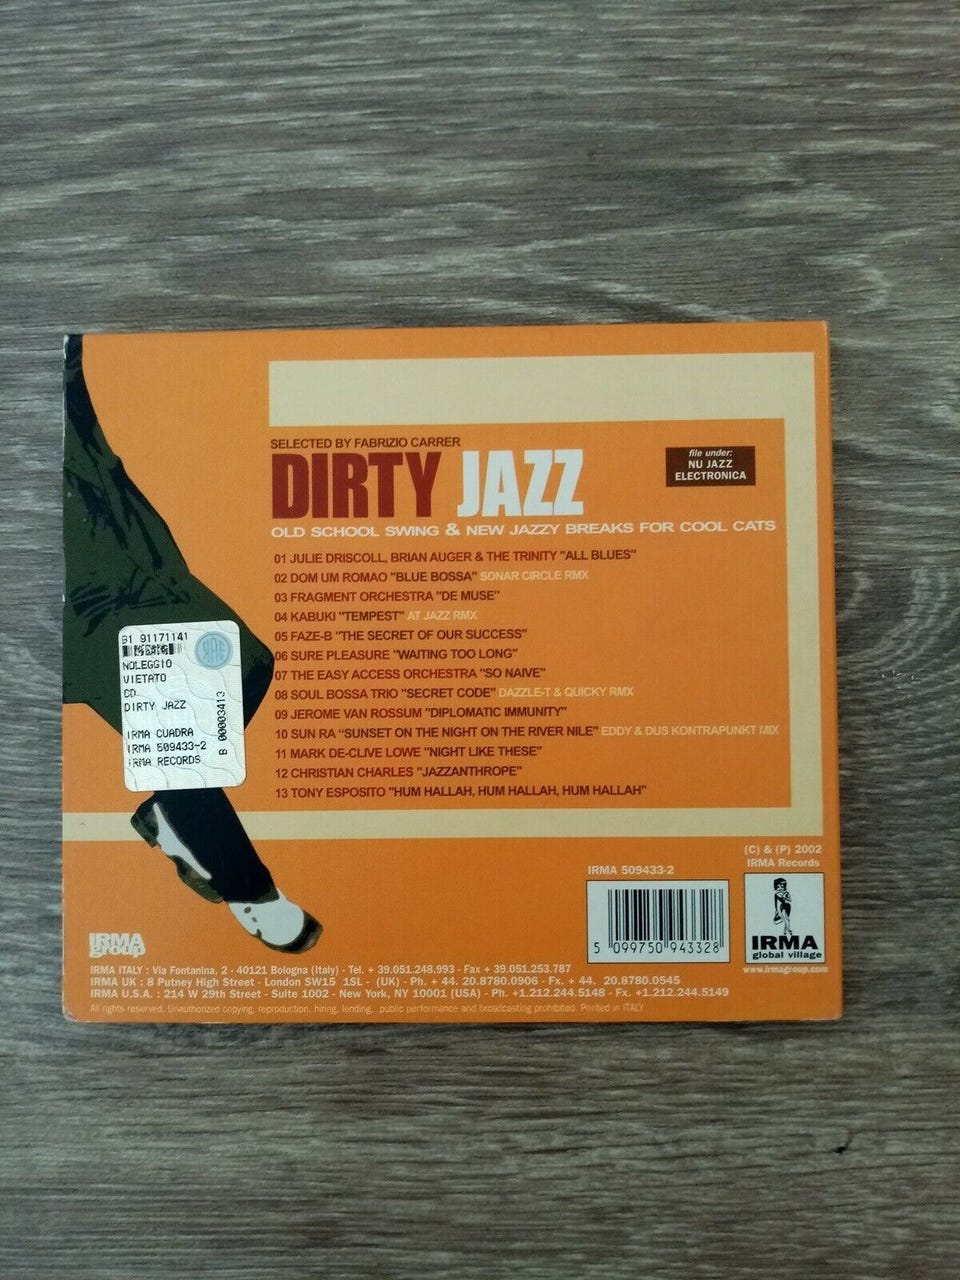 SELECTED BY FABRIZIO CARRER
DIRTY JAZZ
file under:
NU JAZZ
ELECTRONICA
OLD SCHOOL SWING & NEW JAZZY BREAKS FOR COOL CATS
01 JULIE DRISCOLL, BRIAN AUGER & THE TRINITY "ALL BLUES"
02 DOM UM ROMAO "BLUE BOSSA" SONAR CIRCLE RMX
03 FRAGMENT ORCHESTRA "DE MUSE"
04 KABUKI "TEMPEST" AT JAZZ RMX
05 FAZE-B "THE SECRET OF OUR SUCCESS"
06 SURE PLEASURE "WAITING TOO LONG"
07 THE EASY ACCESS ORCHESTRA "SO NAIVE"
08 SOUL BOSSA TRIO "SECRET CODE" DAZZLE-T & QUICKY RMX
09 JEROME VAN ROSSUM "DIPLOMATIC IMMUNITY"
10 SUN RA "SUNSET ON THE NIGHT ON THE RIVER NILE" EDDY & DUS KONTRAPUNKT MIX
11 MARK DE-CLIVE LOWE "NIGHT LIKE THESE"
12 CHRISTIAN CHARLES "JAZZANTHROPE"
13 TONY ESPOSITO "HUM HALLAH, HUM HALLAH, HUM HALLAH"
B1 91171141
NOLEGGIO
VIETATO
CD
DIRTY JAZZ
IRMA CUADRA
IRMA 509433-2
IRMA RECORDS
B 00003413
(C) & (P) 2002
IRMA Records
IRMA 509433-2
5 099750 943328
IRMA
global village
www.irmagroup.com
IRMA
group
IRMA ITALY : Via Fontanina, 2 - 40121 Bologna (Italy) - Tel. + 39.051.248.993 - Fax + 39.051.253.787
IRMA UK : 8 Putney High Street - London SW15 1SL - (UK) - Ph. + 44. 20.8780.0906 - Fx. + 44. 20.8780.0545
IRMA U.S.A. : 214 W 29th Street - Suite 1002 - New York, NY 10001 (USA) - Ph. +1.212.244.5148 - Fx. +1.212.244.5149
All rights reserved. Unauthorized copying, reproduction, hiring, lending, public performance and broadcasting prohibited. Printed in ITALY